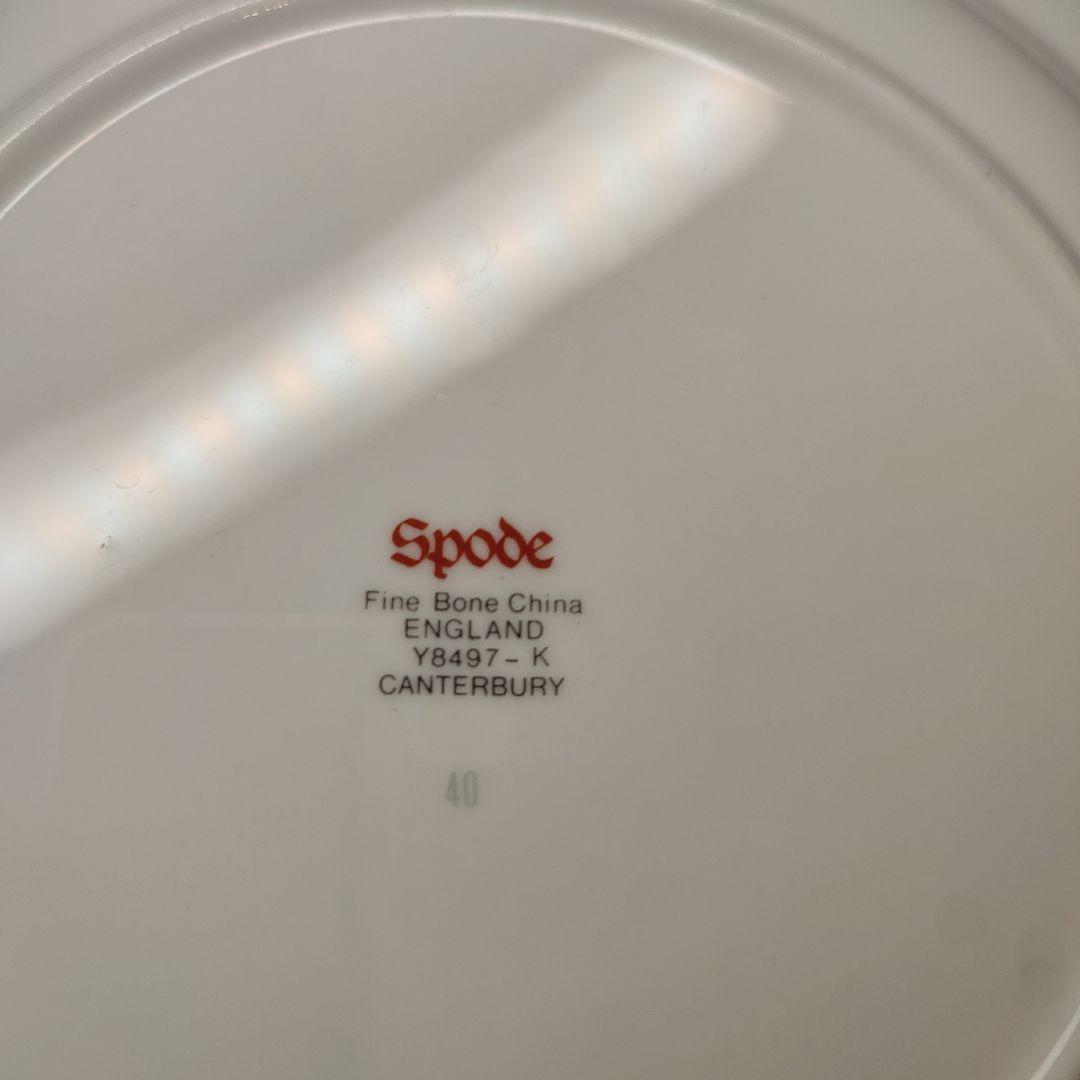 Spode
Fine Bone China
ENGLAND
Y8497-K
CANTERBURY
40